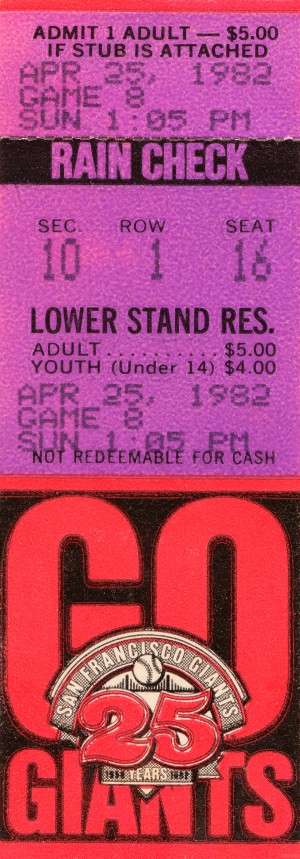 ADMIT 1 ADULT — $5.00
IF STUB IS ATTACHED
APR 25, 1982
GAME 8
SUN 1:05 PM
RAIN CHECK
SEC. ROW SEAT
10 1 16
LOWER STAND RES.
ADULT . . . . . . . . . . $5.00
YOUTH (Under 14) $4.00
APR 25, 1982
GAME 8
SUN 1:05 PM
NOT REDEEMABLE FOR CASH
GO
SAN FRANCISCO GIANTS
25
1958 YEARS 1982
GIANTS